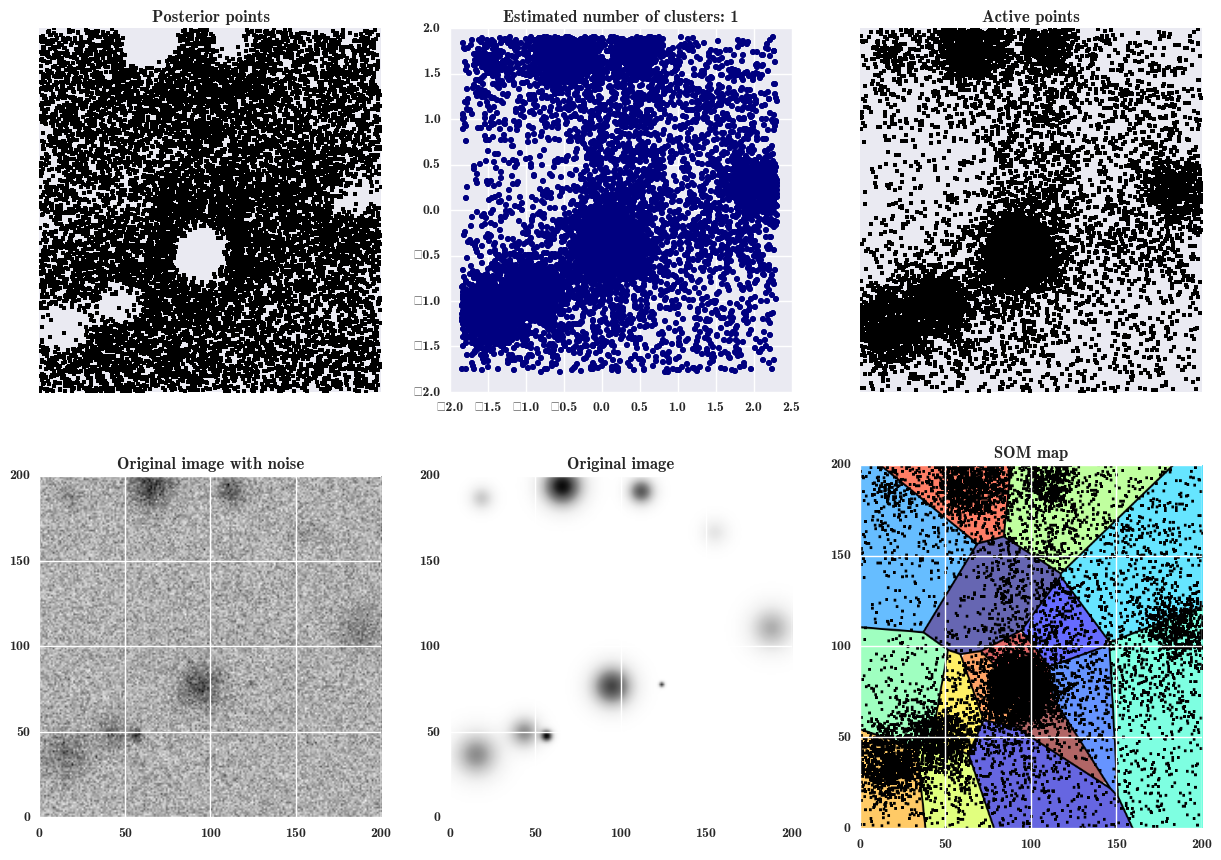 Posterior points
Estimated number of clusters: 1
Active points
2.0
1.5
1.0
0.5
0.0
□0.5
□1.0
□1.5
□2.0
□2.0 □1.5 □1.0 □0.5 0.0 0.5 1.0 1.5 2.0 2.5
Original image with noise
Original image
SOM map
200
150
100
50
0
0 50 100 150 200
200
150
100
50
0
0 50 100 150 200
200
150
100
50
0
0 50 100 150 200